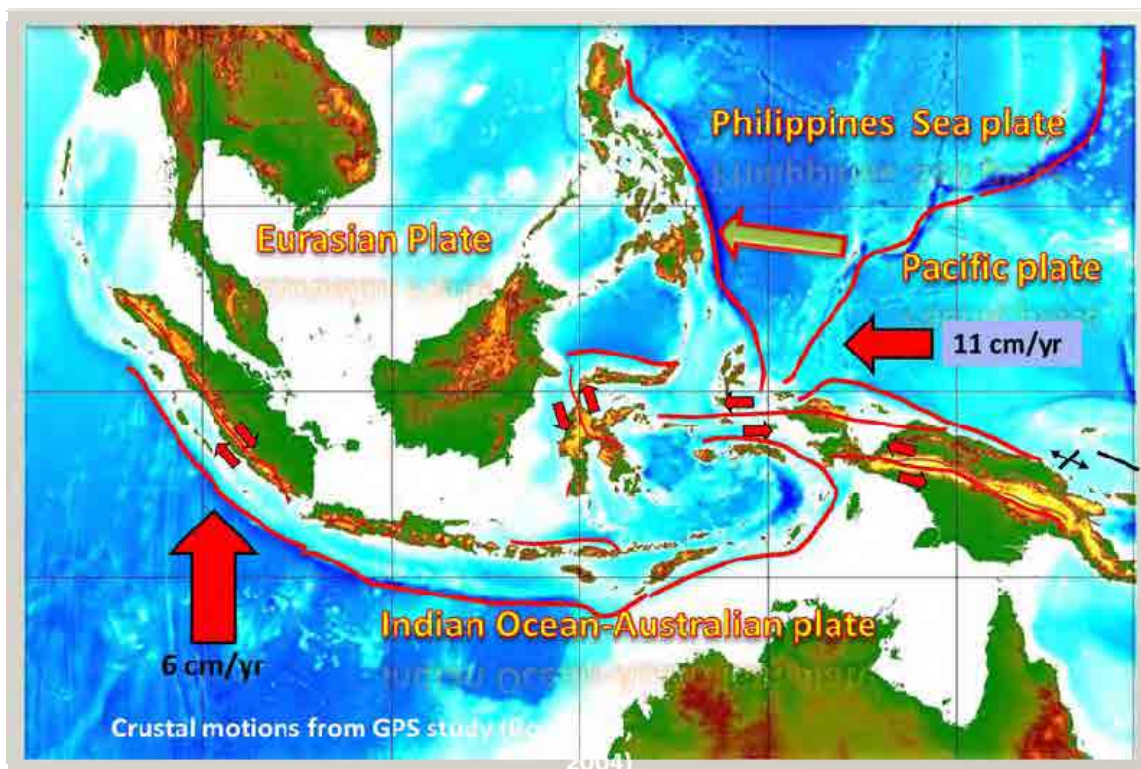 Philippines Sea plate
Eurasian Plate
Pacific plate
11 cm/yr
Indian Ocean-Australian plate
6 cm/yr
Crustal motions from GPS study
2004)